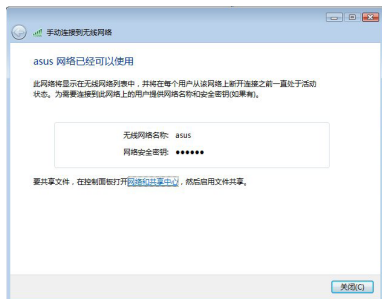 手动连接到无线网络
asus 网络已经可以使用
此网络将显示在无线网络列表中，并将在每个用户从该网络上断开连接之前一直处于活动
状态。为需要连接到此网络上的用户提供网络名称和安全密钥(如果有)。
无线网络名称: asus
网络安全密钥: ●●●●●●
要共享文件，在控制面板打开网络和共享中心，然后启用文件共享。
关闭(C)